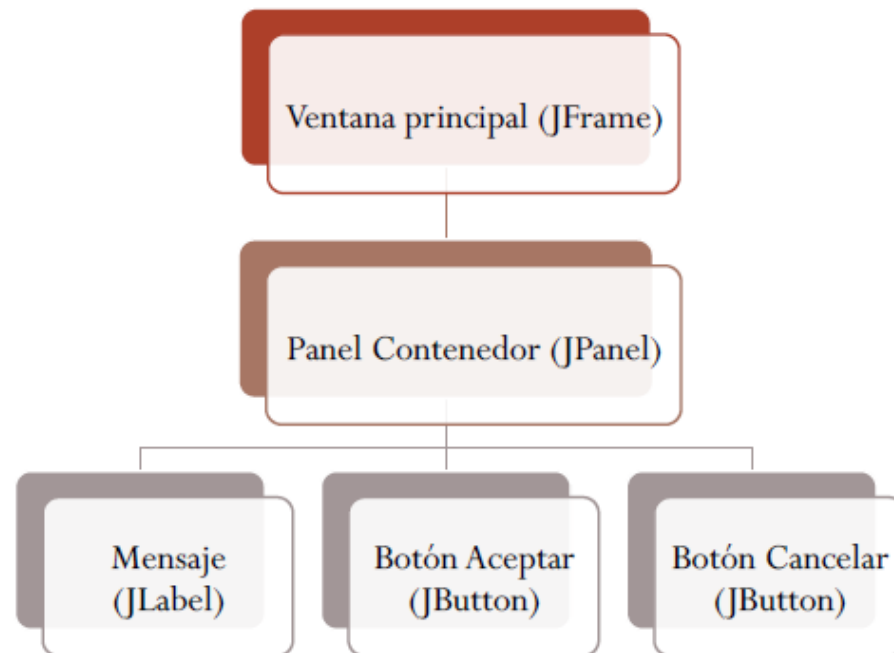 Ventana principal (JFrame)
Panel Contenedor (JPanel)
Mensaje
(JLabel)
Botón Aceptar
(JButton)
Botón Cancelar
(JButton)